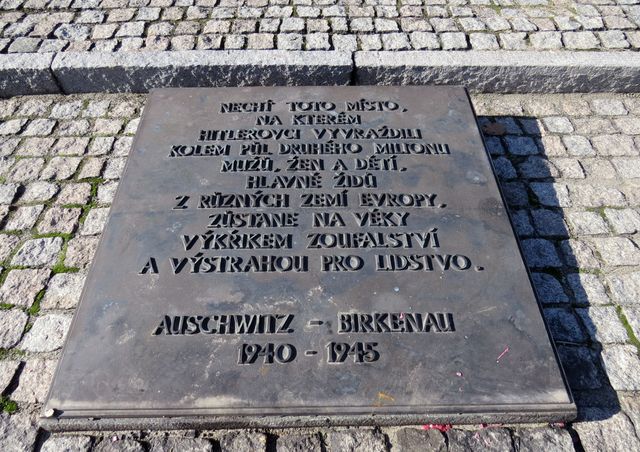 NECHŤ TOTO MÍSTO,
NA KTERÉM
HITLEROVCI VYVRAŽDILI
KOLEM PŮL DRUHÉHO MILIONU
MUŽŮ, ŽEN A DĚTÍ,
HLAVNĚ ŽIDŮ
Z RŮZNÝCH ZEMÍ EVROPY,
ZŮSTANE NA VĚKY
VÝKŘIKEM ZOUFALSTVÍ
A VÝSTRAHOU PRO LIDSTVO.
AUSCHWITZ - BIRKENAU
1940 - 1945